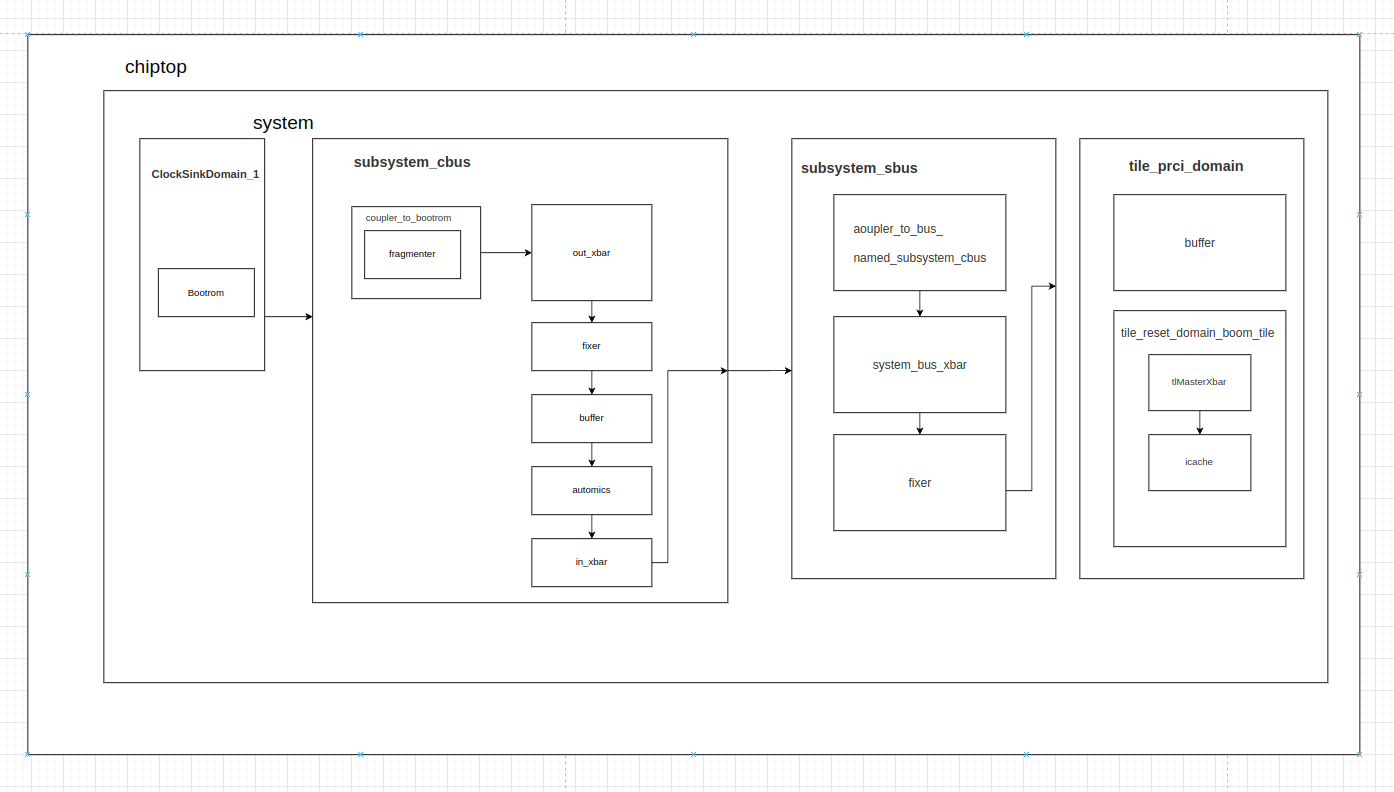 chiptop
system
ClockSinkDomain_1
Bootrom
subsystem_cbus
coupler_to_bootrom
fragmenter
out_xbar
fixer
buffer
automics
in_xbar
subsystem_sbus
aoupler_to_bus_
named_subsystem_cbus
system_bus_xbar
fixer
tile_prci_domain
buffer
tile_reset_domain_boom_tile
tlMasterXbar
icache